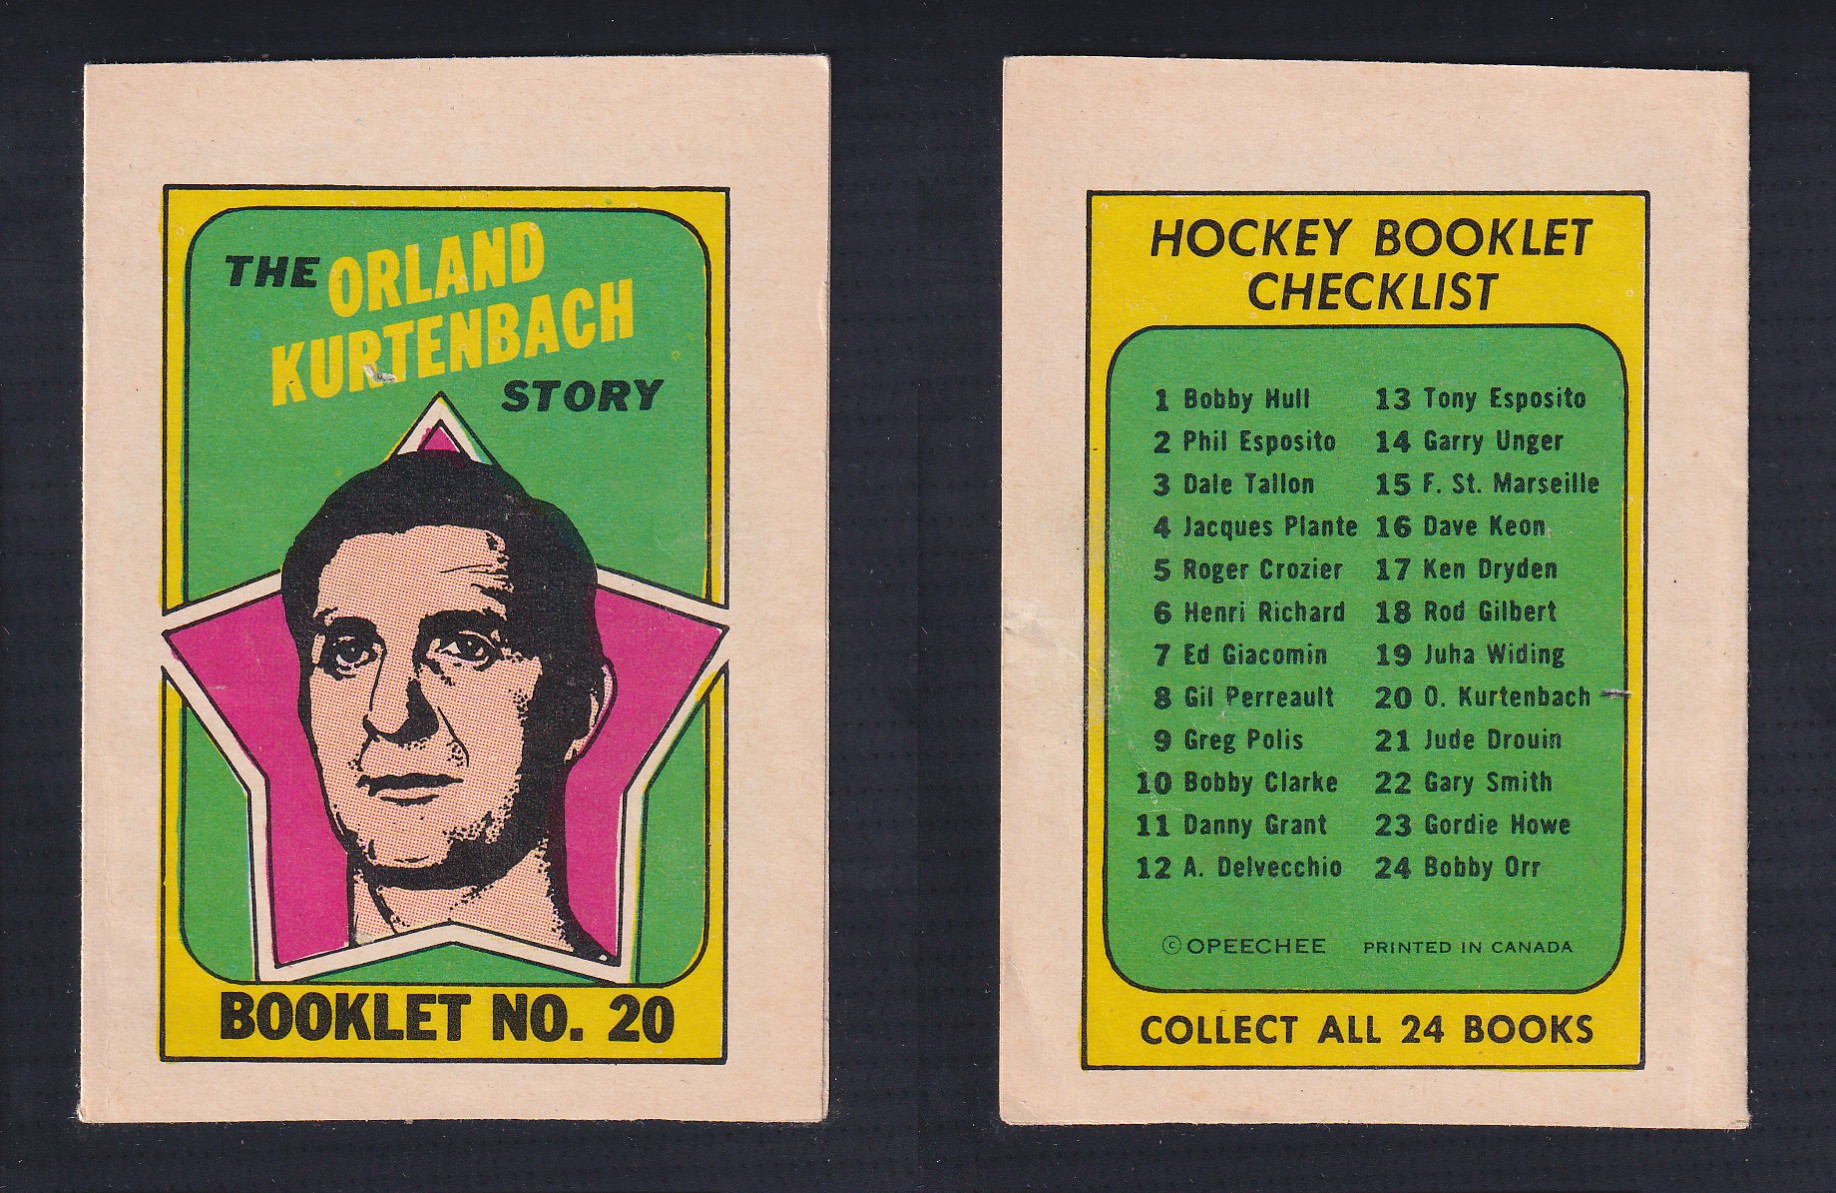 THE ORLAND
KURTENBACH
STORY
BOOKLET NO. 20
HOCKEY BOOKLET
CHECKLIST
1 Bobby Hull
2 Phil Esposito
3 Dale Tallon
4 Jacques Plante
5 Roger Crozier
6 Henri Richard
7 Ed Giacomin
8 Gil Perreault
9 Greg Polis
10 Bobby Clarke
11 Danny Grant
12 A. Delvecchio
13 Tony Esposito
14 Garry Unger
15 F. St. Marseille
16 Dave Keon
17 Ken Dryden
18 Rod Gilbert
19 Juha Widing
20 O. Kurtenbach
21 Jude Drouin
22 Gary Smith
23 Gordie Howe
24 Bobby Orr
© OPEECHEE PRINTED IN CANADA
COLLECT ALL 24 BOOKS